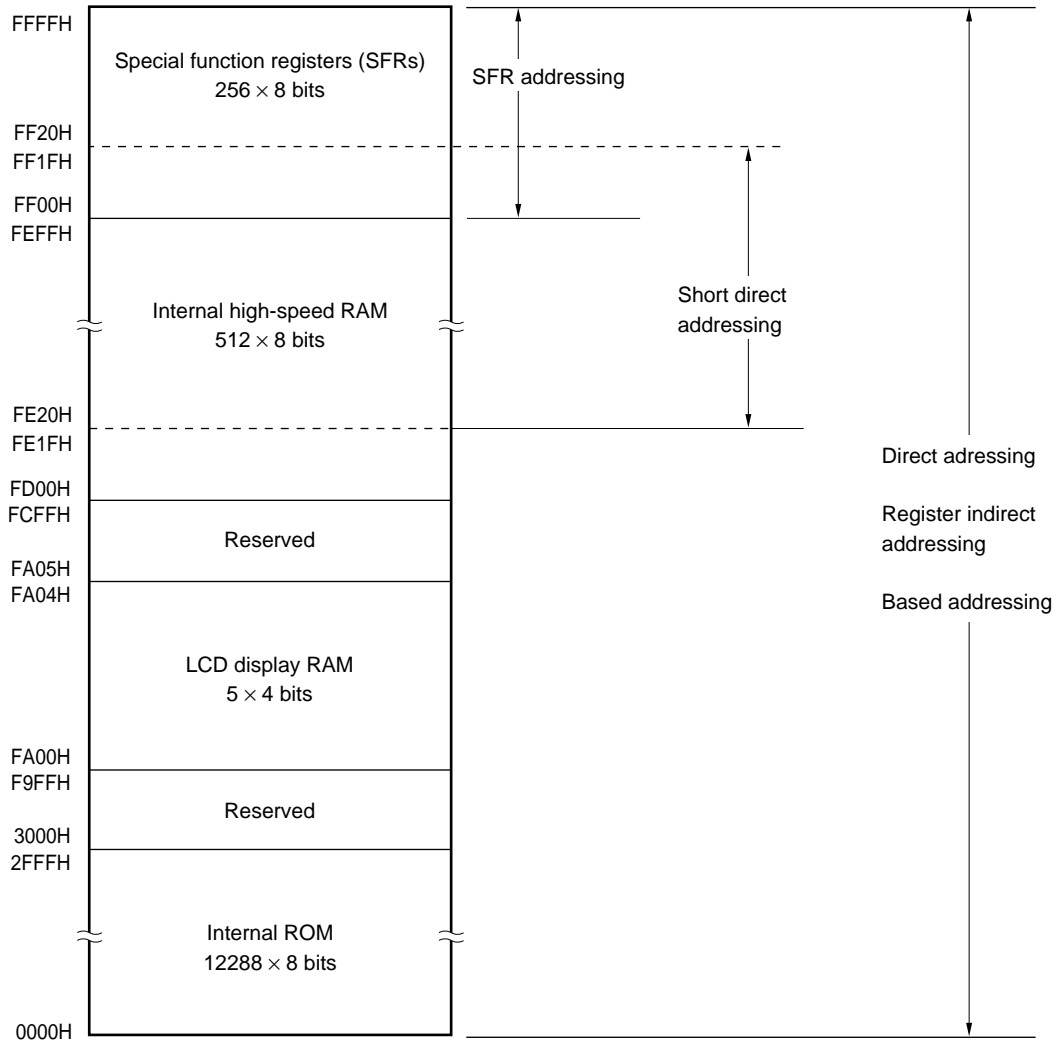 FFFFH
Special function registers (SFRs)
256 × 8 bits
SFR addressing
FF20H
FF1FH
FF00H
FEFFH
Internal high-speed RAM
512 × 8 bits
Short direct
addressing
FE20H
FE1FH
Direct adressing
FD00H
FCFFH
Register indirect
addressing
Reserved
FA05H
FA04H
Based addressing
LCD display RAM
5 × 4 bits
FA00H
F9FFH
Reserved
3000H
2FFFH
Internal ROM
12288 × 8 bits
0000H